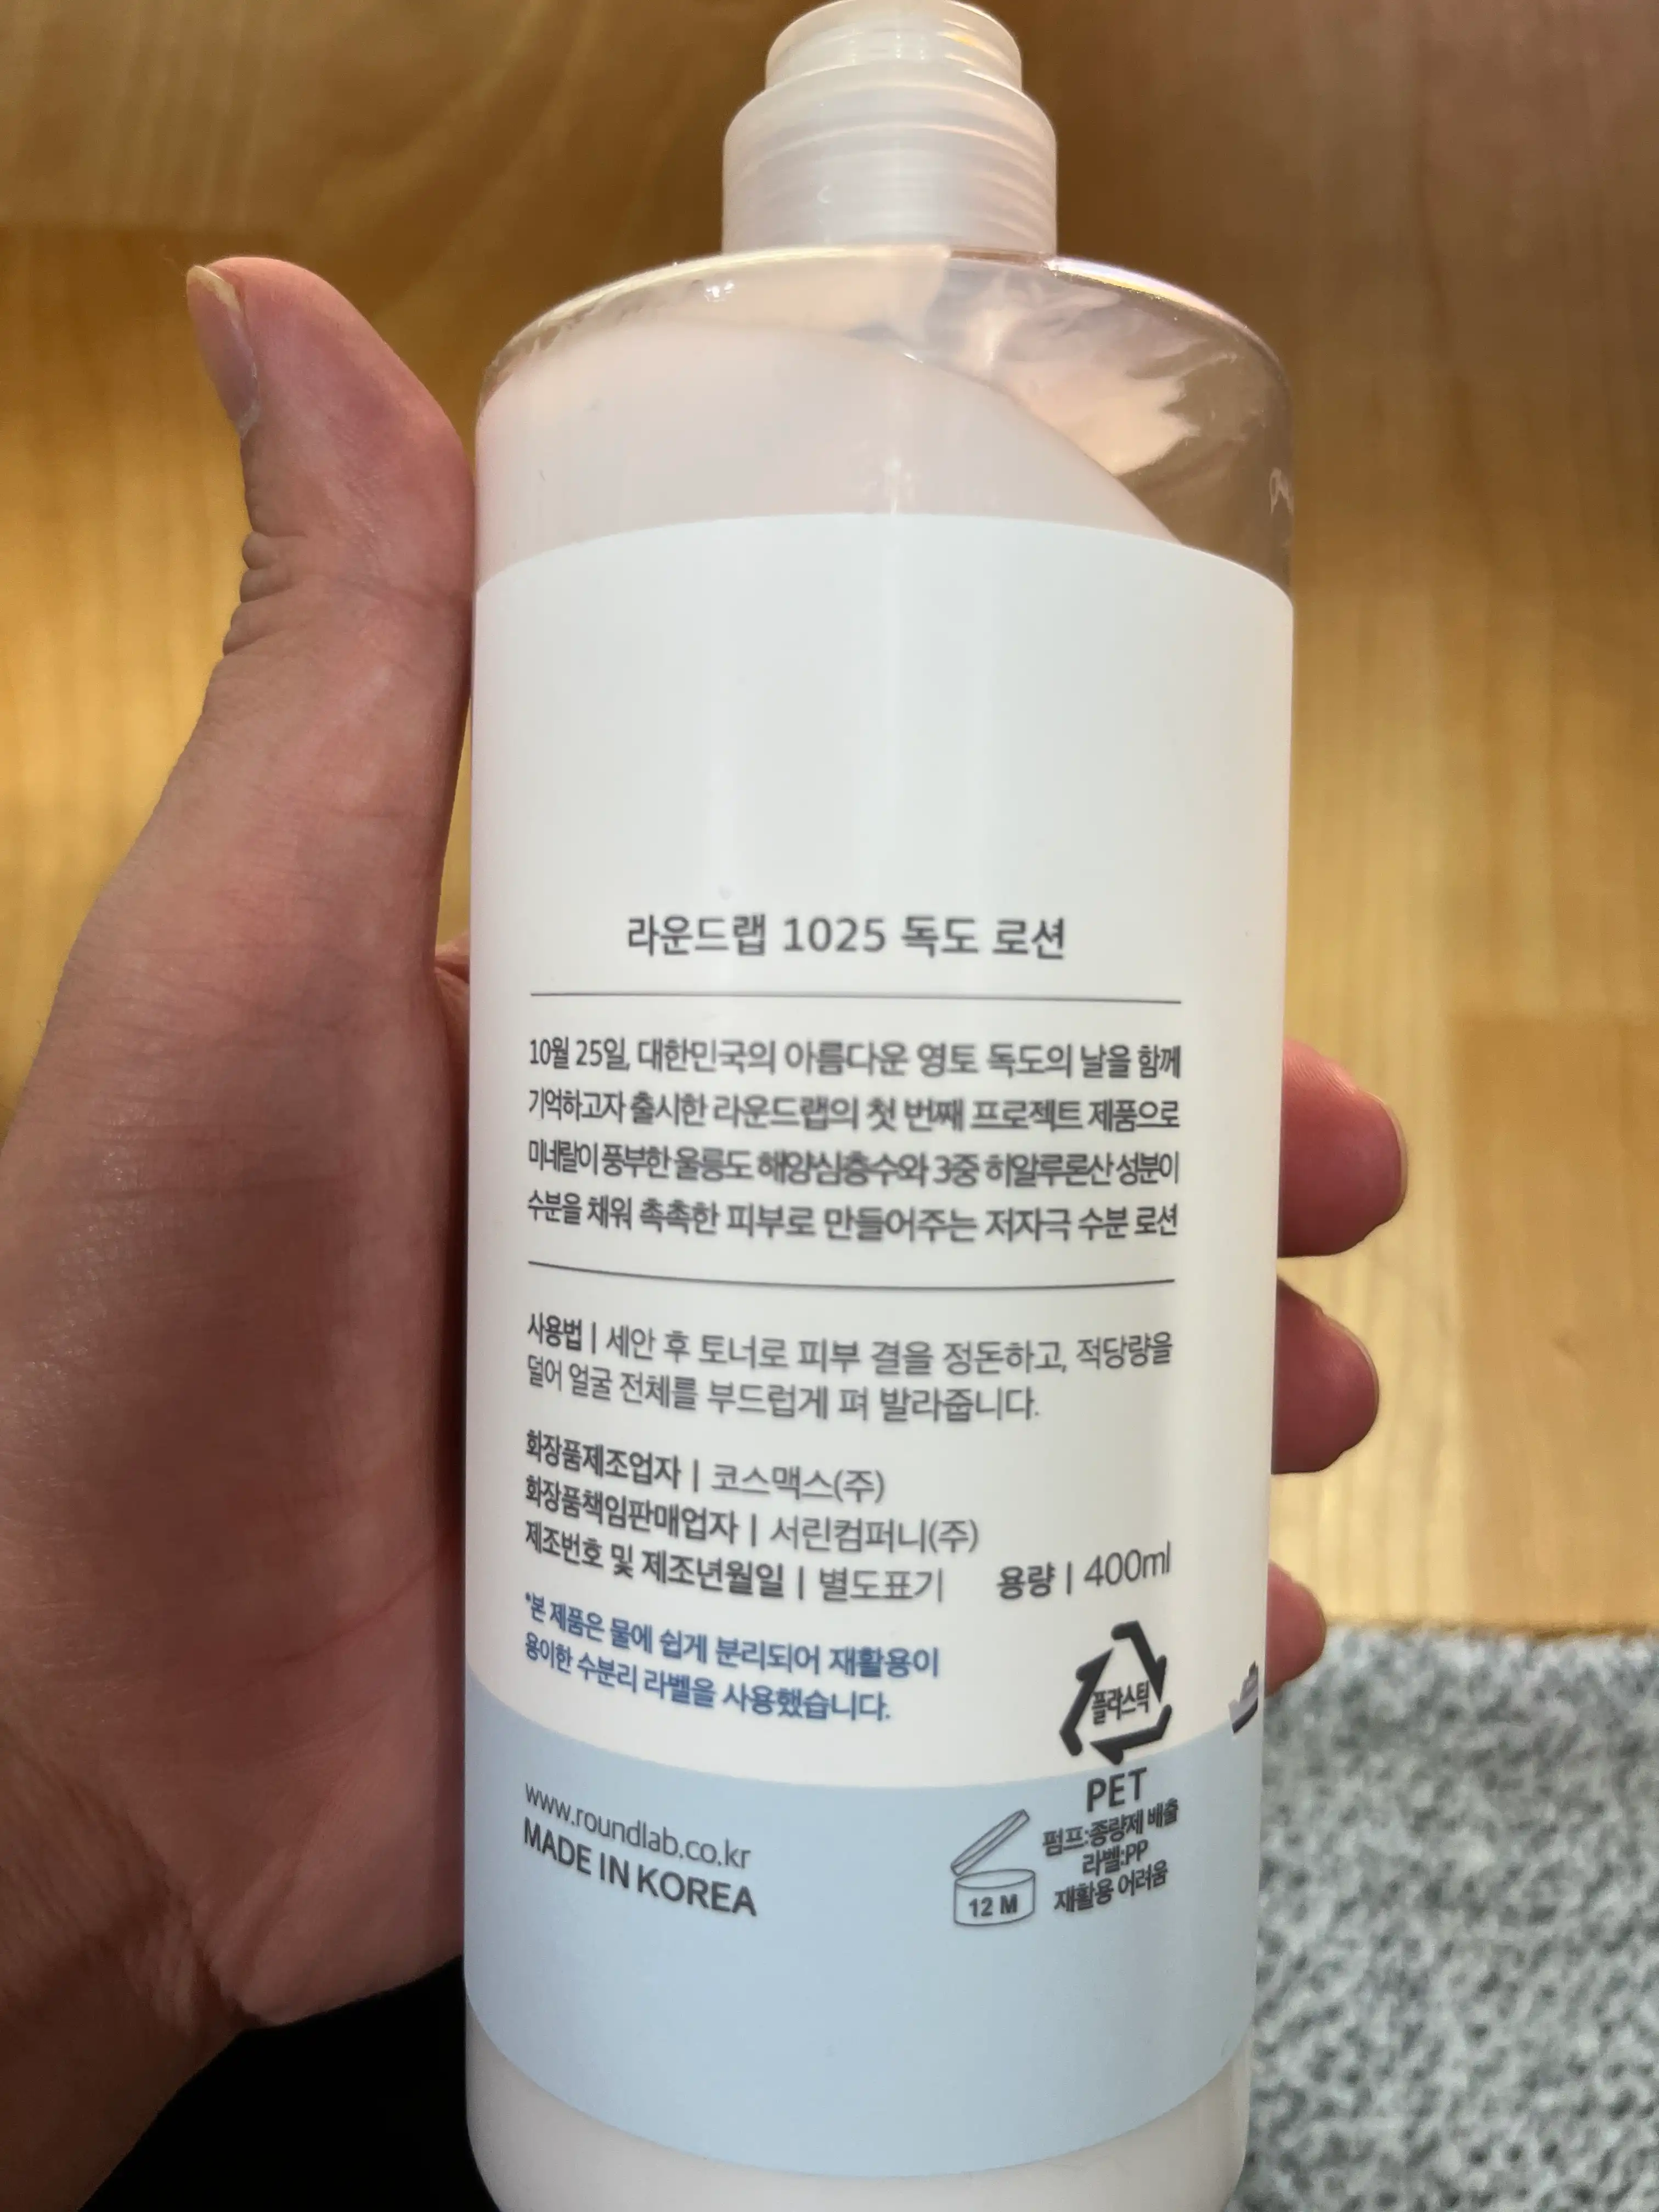 라운드랩 1025 독도 로션
10월 25일, 대한민국의 아름다운 영토 독도의 날을 함께
기억하고자 출시한 라운드랩의 첫 번째 프로젝트 제품으로
미네랄이 풍부한 울릉도 해양심층수와 3중 히알루론산 성분이
수분을 채워 촉촉한 피부로 만들어주는 저자극 수분 로션
사용법 | 세안 후 토너로 피부 결을 정돈하고, 적당량을
덜어 얼굴 전체를 부드럽게 펴 발라줍니다.
화장품제조업자 | 코스맥스(주)
화장품책임판매업자 | 서린컴퍼니(주)
제조번호 및 제조년월일 | 별도표기 용량 | 400ml
*본 제품은 물에 쉽게 분리되어 재활용이
용이한 수분리 라벨을 사용했습니다.
플라스틱
PET
펌프:종량제 배출
라벨:PP
재활용 어려움
12 M
www.roundlab.co.kr
MADE IN KOREA